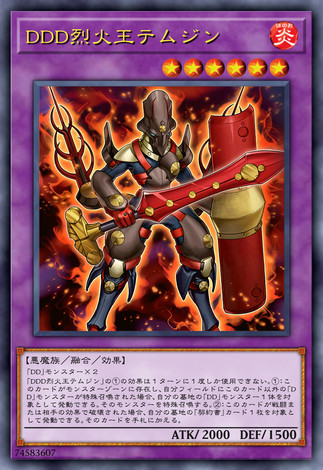 DDD烈火王テムジン
ほのお
炎
【悪魔族／融合／効果】
「DD」モンスター×２
「DDD烈火王テムジン」の①の効果は１ターンに１度しか使用できない。①：こ
のカードがモンスターゾーンに存在し、自分フィールドにこのカード以外の「D
D」モンスターが特殊召喚された場合、自分の墓地の「DD」モンスター１体を対
象として発動できる。そのモンスターを特殊召喚する。②：このカードが戦闘ま
たは相手の効果で破壊された場合、自分の墓地の「契約書」カード１枚を対象と
して発動できる。そのカードを手札に加える。
ATK/ 2000 DEF/1500
74583607